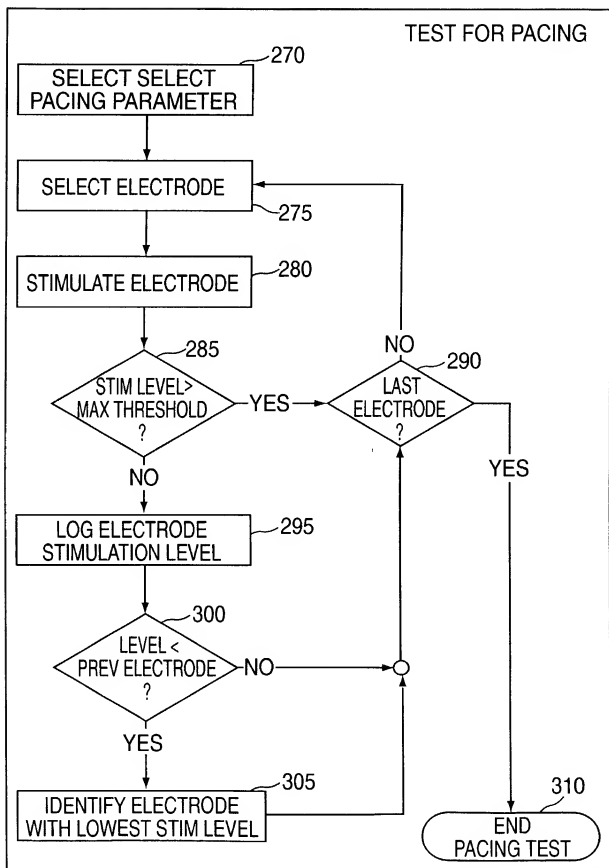 TEST FOR PACING
270
SELECT SELECT
PACING PARAMETER
SELECT ELECTRODE
275
280
STIMULATE ELECTRODE
285
STIM LEVEL>
MAX THRESHOLD
?
YES
NO
290
LAST
ELECTRODE
?
NO
YES
295
LOG ELECTRODE
STIMULATION LEVEL
300
LEVEL <
PREV ELECTRODE
?
NO
YES
305
IDENTIFY ELECTRODE
WITH LOWEST STIM LEVEL
310
END
PACING TEST